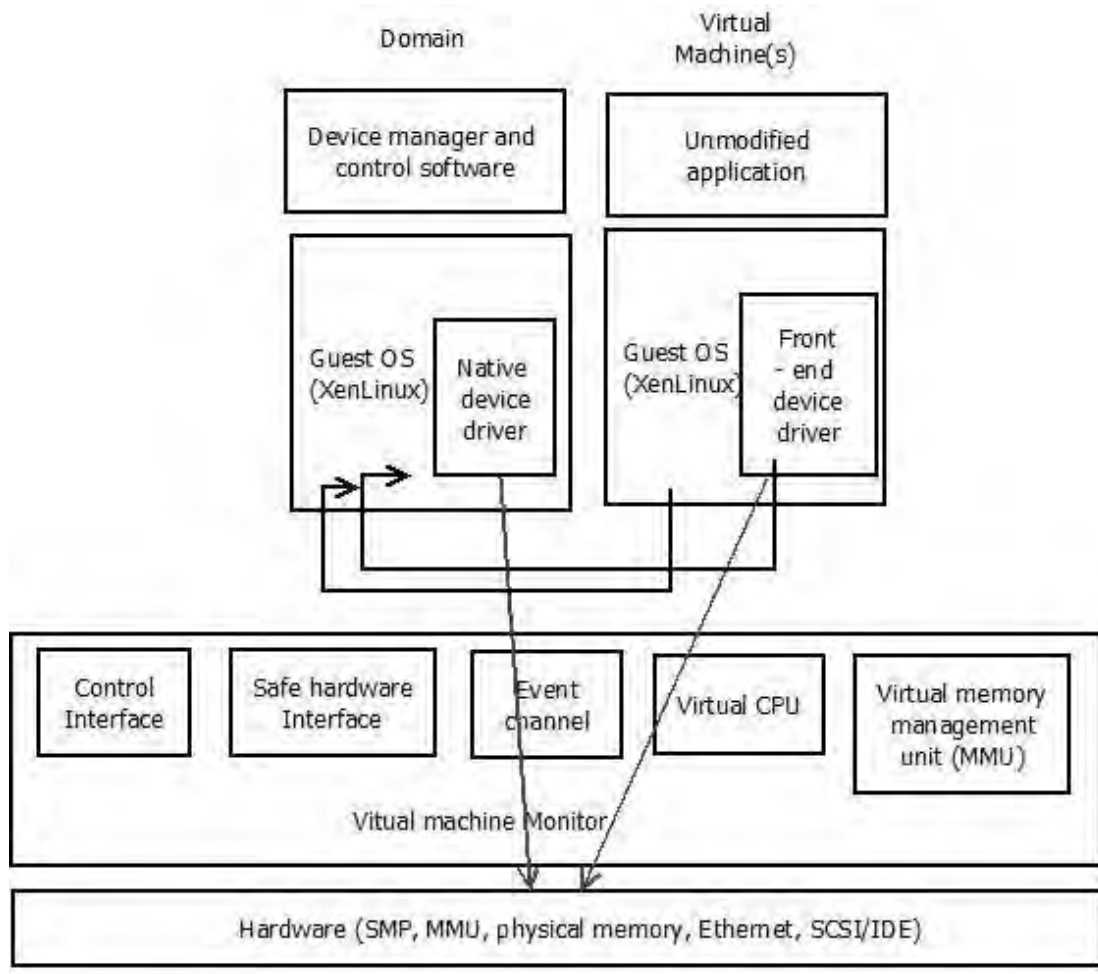 Domain
Virtual
Machine(s)
Device manager and
control software
Unmodified
application
Guest OS
(XenLinux)
Native
device
driver
Guest OS
(XenLinux)
Front
- end
device
driver
Control
Interface
Safe hardware
Interface
Event
channel
Virtual CPU
Virtual memory
management
unit (MMU)
Vitual machine Monitor
Hardware (SMP, MMU, physical memory, Ethernet, SCSI/IDE)